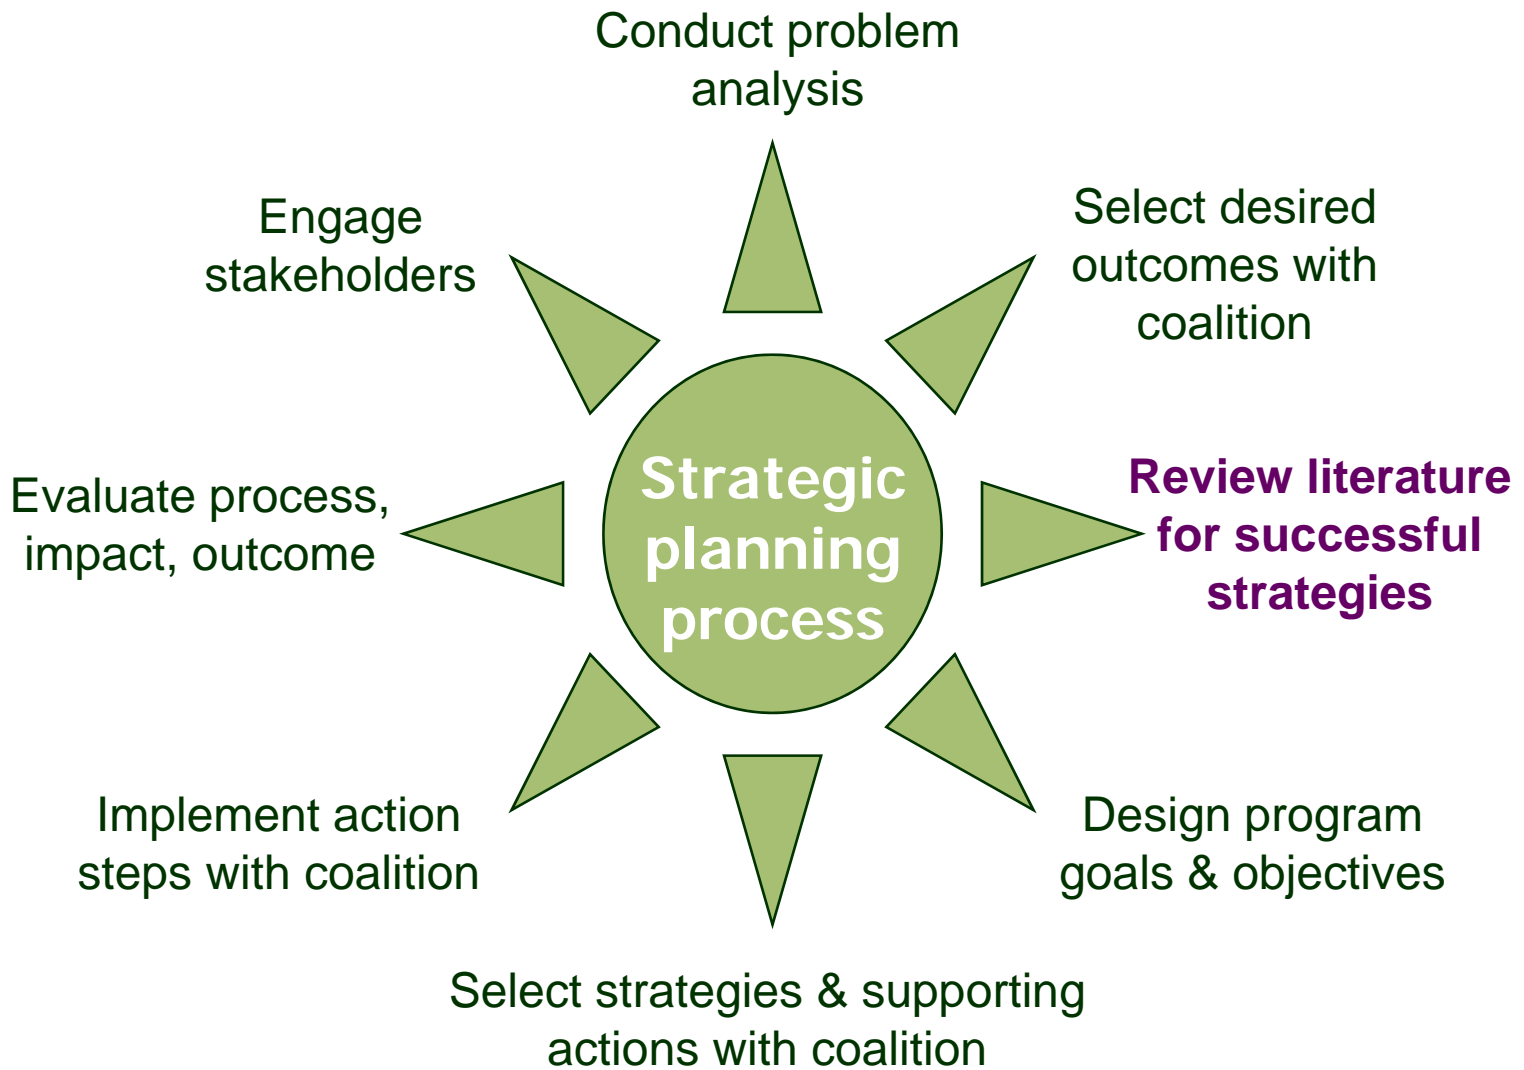 Conduct problem
analysis
Select desired
outcomes with
coalition
Review literature
for successful
strategies
Design program
goals & objectives
Select strategies & supporting
actions with coalition
Implement action
steps with coalition
Evaluate process,
impact, outcome
Engage
stakeholders
Strategic
planning
process